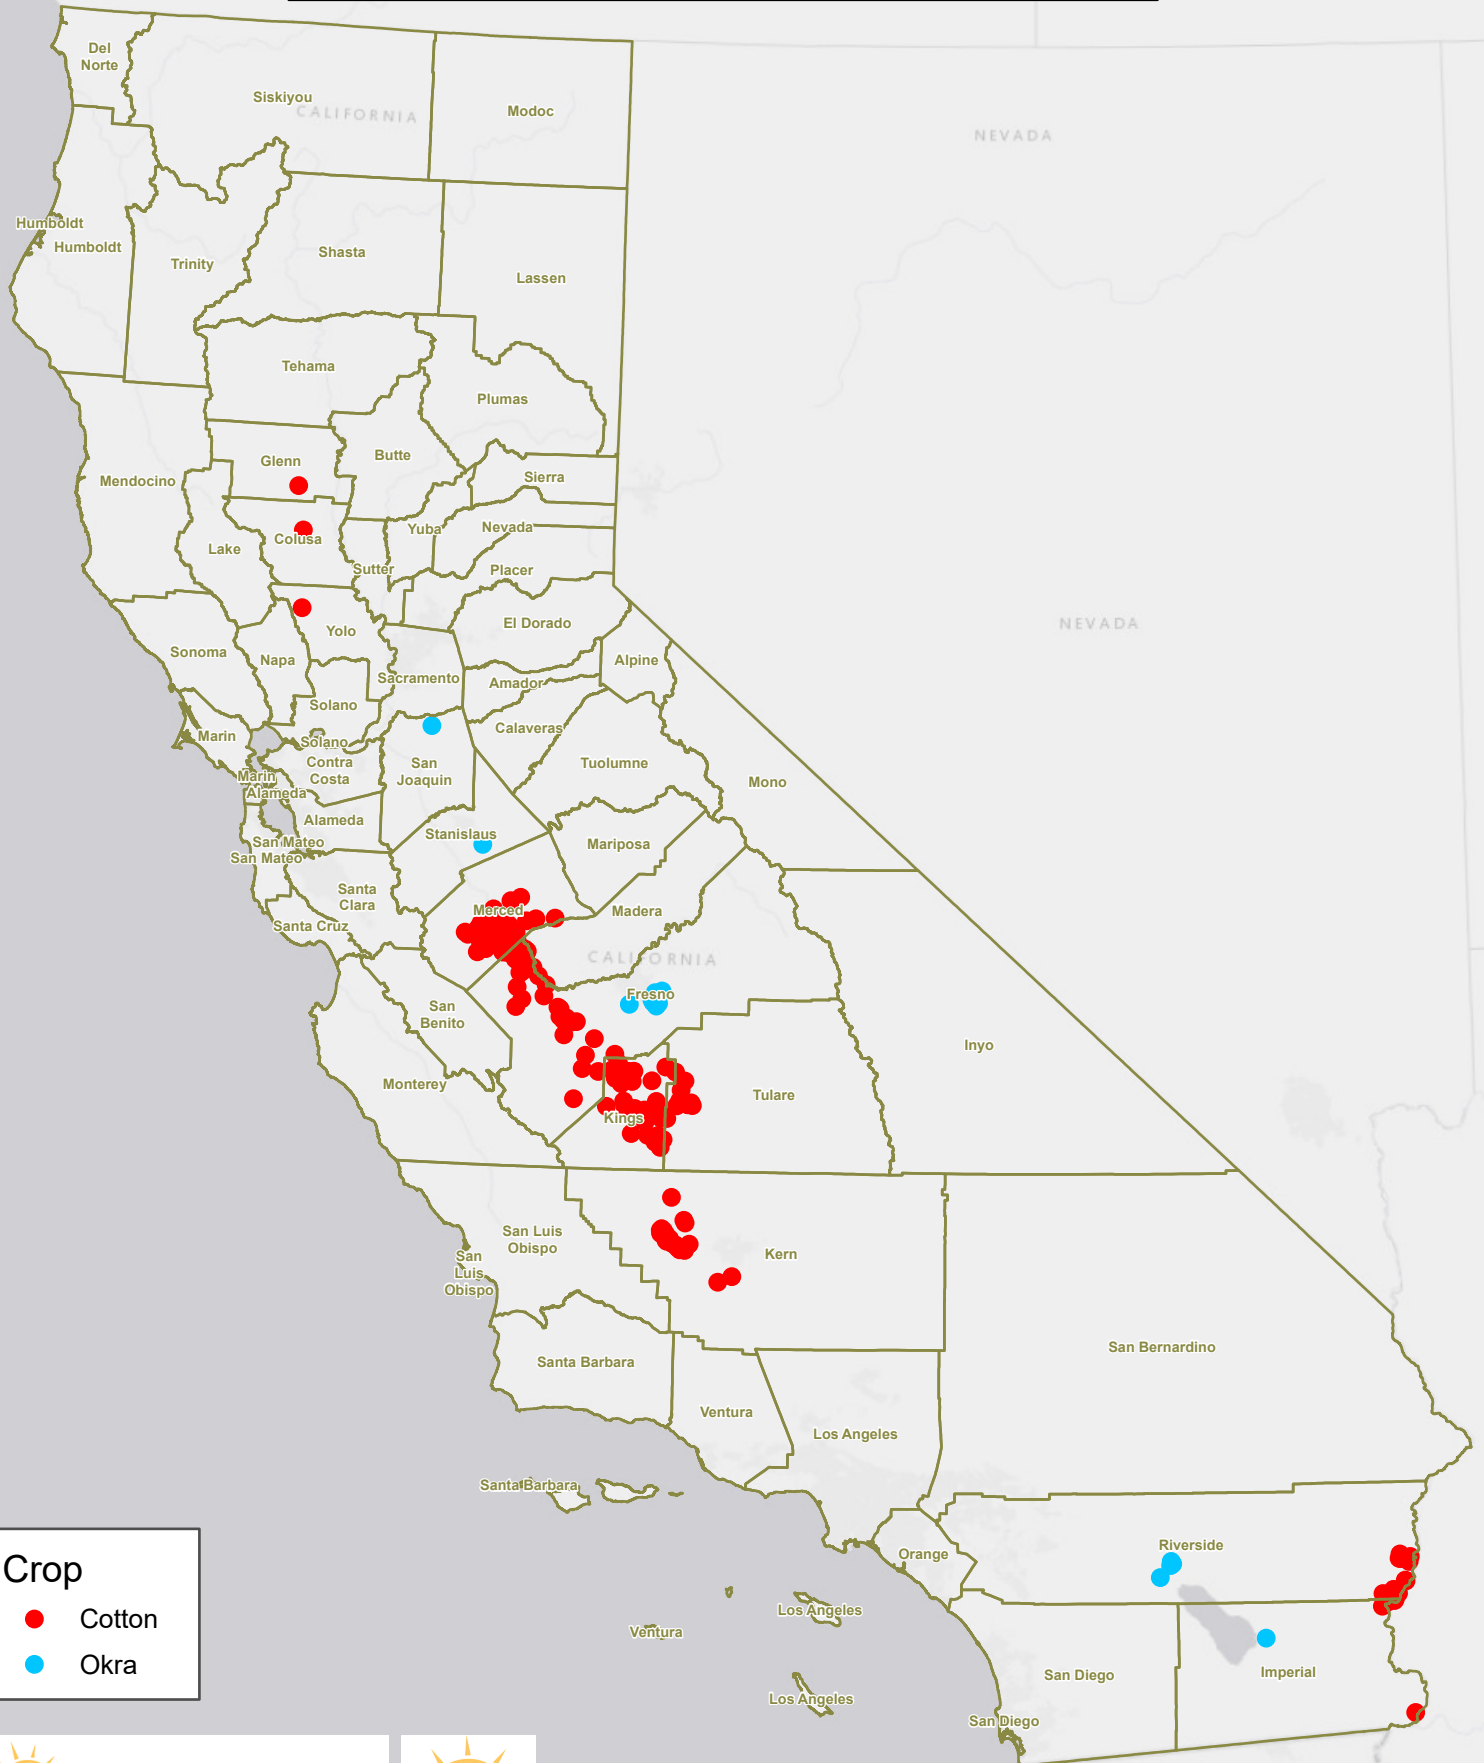 Del
Norte
Siskiyou
CALIFORNIA
Modoc
NEVADA
Humboldt
Humboldt
Trinity
Shasta
Lassen
Tehama
Plumas
Glenn
Butte
Sierra
Mendocino
Colusa
Lake
Yuba
Nevada
Sutter
Placer
El Dorado
NEVADA
Yolo
Sonoma
Napa
Alpine
Sacramento
Amador
Solano
Calaveras
Marin
Solano
Contra
Costa
San
Joaquin
Tuolumne
Mono
Marin
Alameda
Alameda
Stanislaus
San Mateo
San Mateo
Mariposa
Santa
Clara
Merced
Madera
Santa Cruz
CALIFORNIA
Fresno
San
Benito
Inyo
Monterey
Tulare
Kings
San Luis
Obispo
Kern
San
Luis
Obispo
San Bernardino
Santa Barbara
Ventura
Los Angeles
Santa Barbara
Riverside
Orange
Los Angeles
Ventura
San Diego
Imperial
Los Angeles
San Diego
Crop
Cotton
Okra